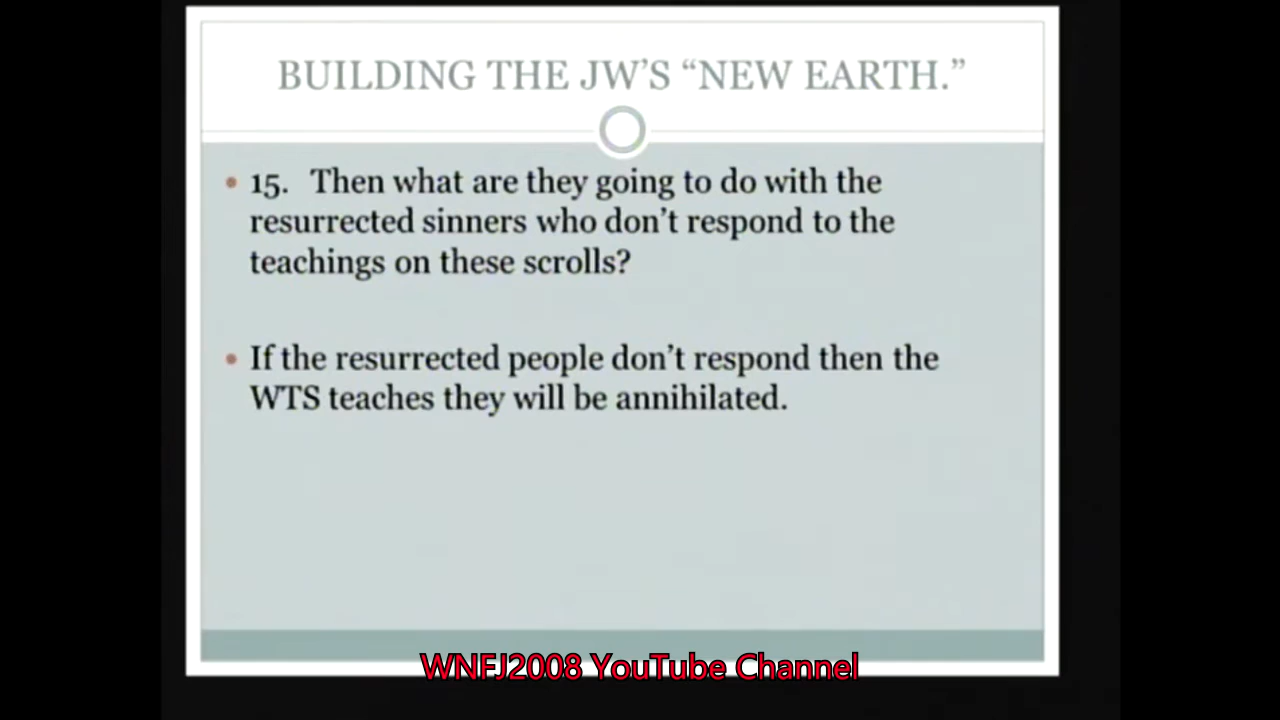 BUILDING THE JW’S “NEW EARTH.”
• 15. Then what are they going to do with the
resurrected sinners who don’t respond to the
teachings on these scrolls?
• If the resurrected people don’t respond then the
WTS teaches they will be annihilated.
WNFJ2008 YouTube Channel